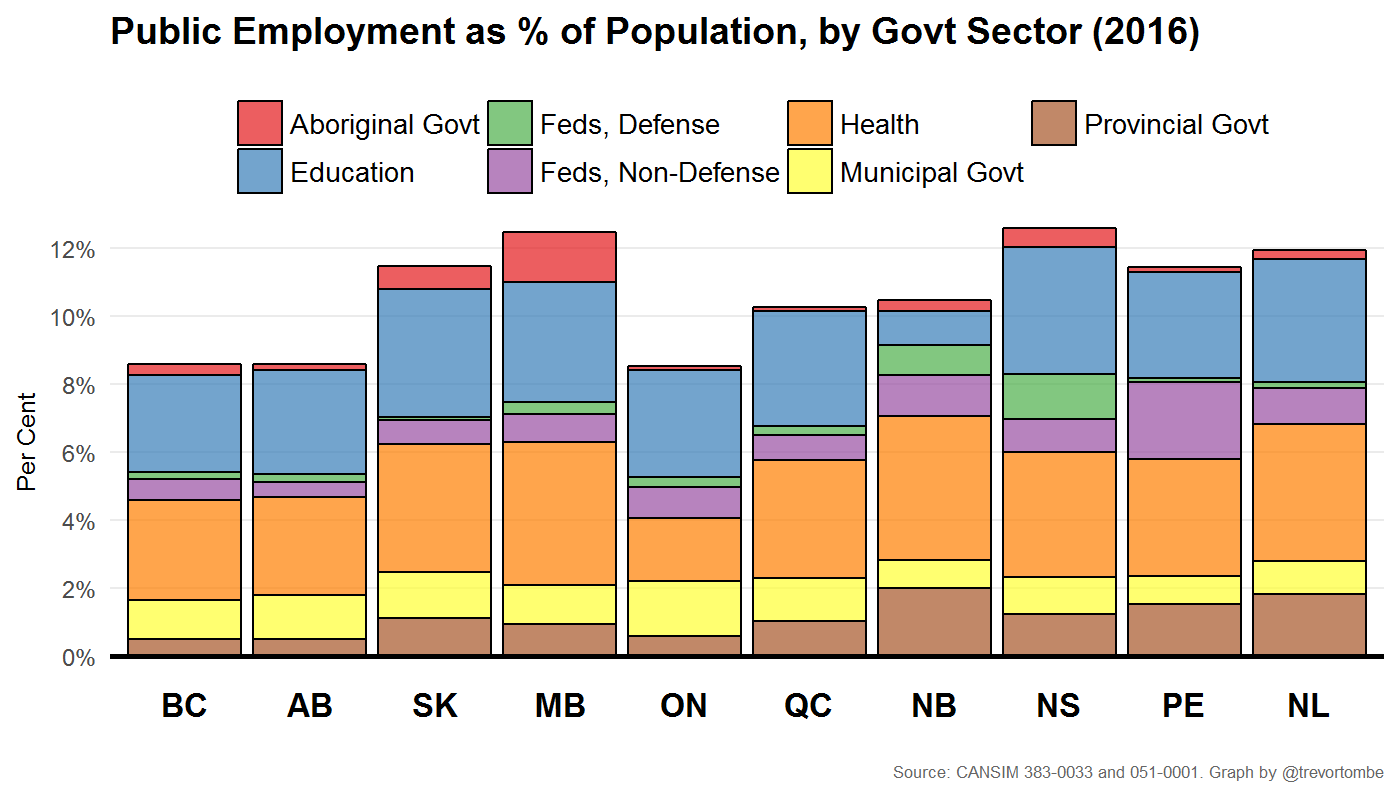 Public Employment as % of Population, by Govt Sector (2016)
Aboriginal Govt Feds, Defense Health Provincial Govt
Education Feds, Non-Defense Municipal Govt
Per Cent
12%
10%
8%
6%
4%
2%
0%
BC AB SK MB ON QC NB NS PE NL
Source: CANSIM 383-0033 and 051-0001. Graph by @trevortombe